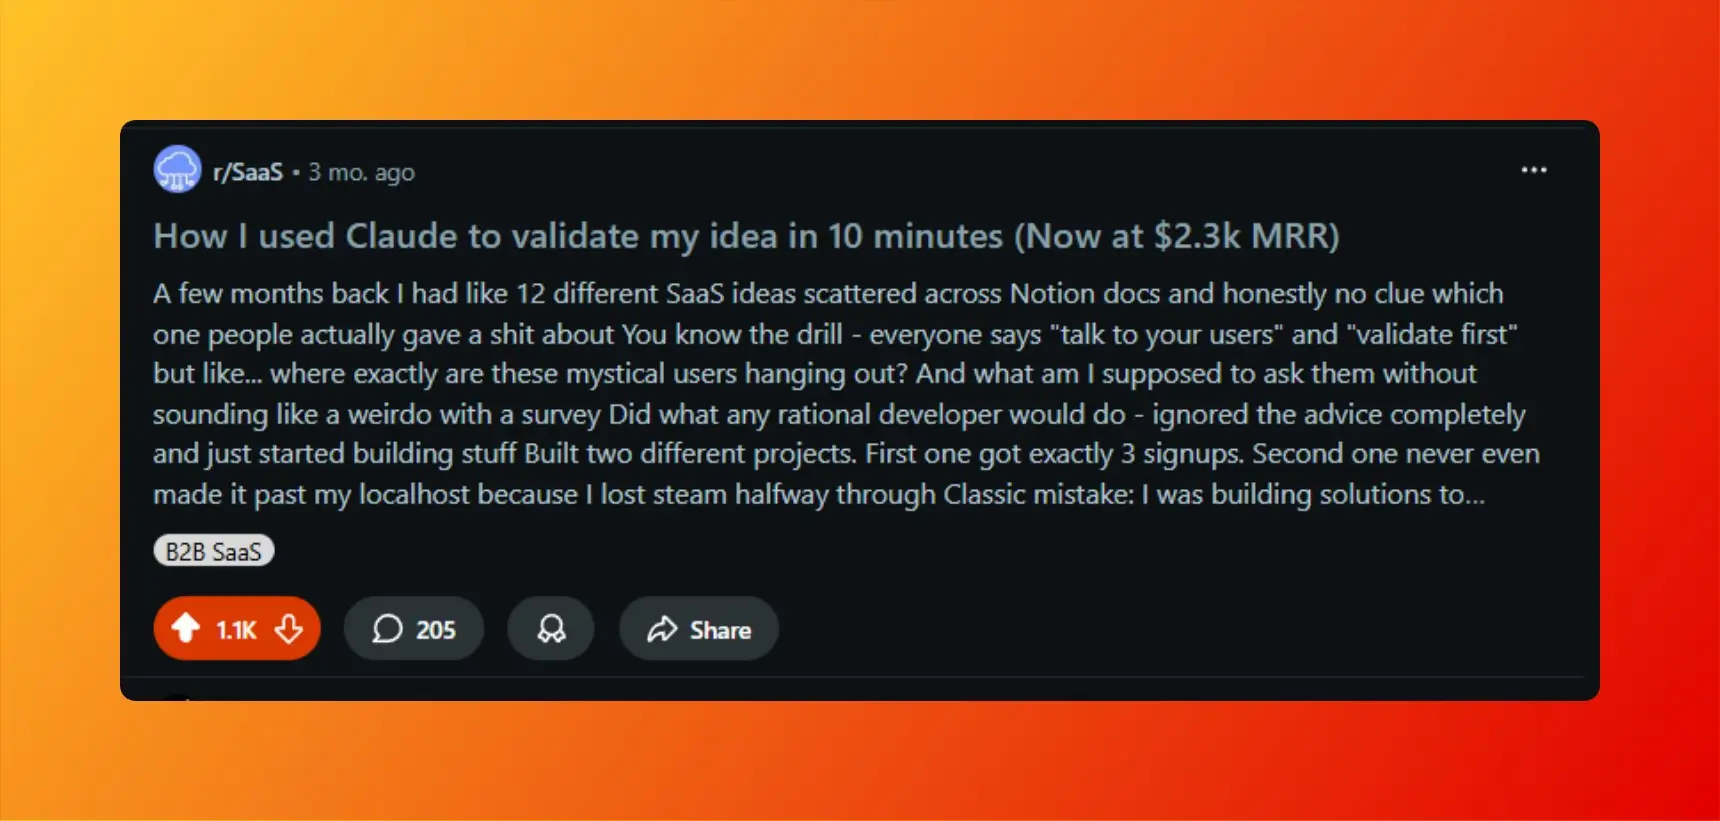 r/SaaS • 3 mo. ago
How I used Claude to validate my idea in 10 minutes (Now at $2.3k MRR)
A few months back I had like 12 different SaaS ideas scattered across Notion docs and honestly no clue which
one people actually gave a shit about You know the drill - everyone says "talk to your users" and "validate first"
but like... where exactly are these mystical users hanging out? And what am I supposed to ask them without
sounding like a weirdo with a survey Did what any rational developer would do - ignored the advice completely
and just started building stuff Built two different projects. First one got exactly 3 signups. Second one never even
made it past my localhost because I lost steam halfway through Classic mistake: I was building solutions to...
B2B SaaS
1.1K 205 Share